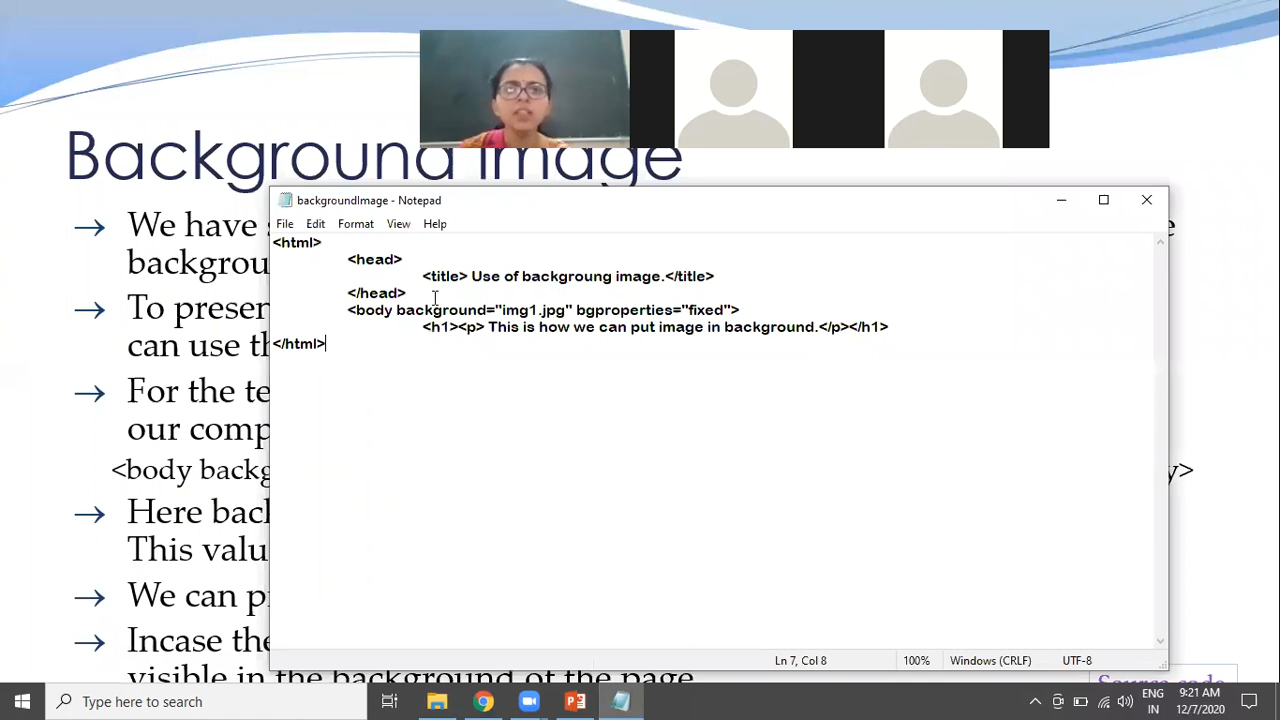 Background Image
backgroundImage - Notepad
File Edit Format View Help
<html>
<head>
<title> Use of backgroung image.</title>
</head>
<body background="img1.jpg" bgproperties="fixed">
<h1><p> This is how we can put image in background.</p></h1>
</html>
Ln 7, Col 8 100% Windows (CRLF) UTF-8
→ We have
→ To presen
can use th
→ For the te
our comp
<body backg y>
→ Here back
This valu
→ We can p
→ Incase the
visible in the background of the page
Source code
Type here to search
ENG
IN
9:21 AM
12/7/2020